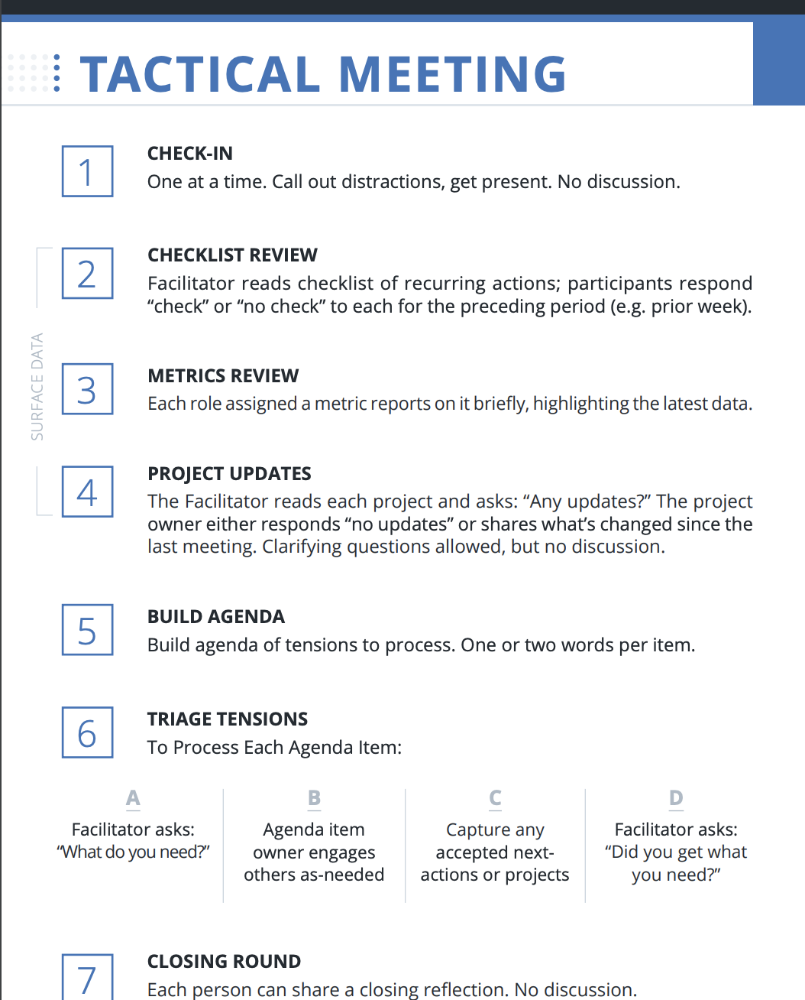 TACTICAL MEETING
1
CHECK-IN
One at a time. Call out distractions, get present. No discussion.
SURFACE DATA
2
CHECKLIST REVIEW
Facilitator reads checklist of recurring actions; participants respond
“check” or “no check” to each for the preceding period (e.g. prior week).
3
METRICS REVIEW
Each role assigned a metric reports on it briefly, highlighting the latest data.
4
PROJECT UPDATES
The Facilitator reads each project and asks: “Any updates?” The project
owner either responds “no updates” or shares what’s changed since the
last meeting. Clarifying questions allowed, but no discussion.
5
BUILD AGENDA
Build agenda of tensions to process. One or two words per item.
6
TRIAGE TENSIONS
To Process Each Agenda Item:
A
Facilitator asks:
“What do you need?”
B
Agenda item
owner engages
others as-needed
C
Capture any
accepted next-
actions or projects
D
Facilitator asks:
“Did you get what
you need?”
7
CLOSING ROUND
Each person can share a closing reflection. No discussion.